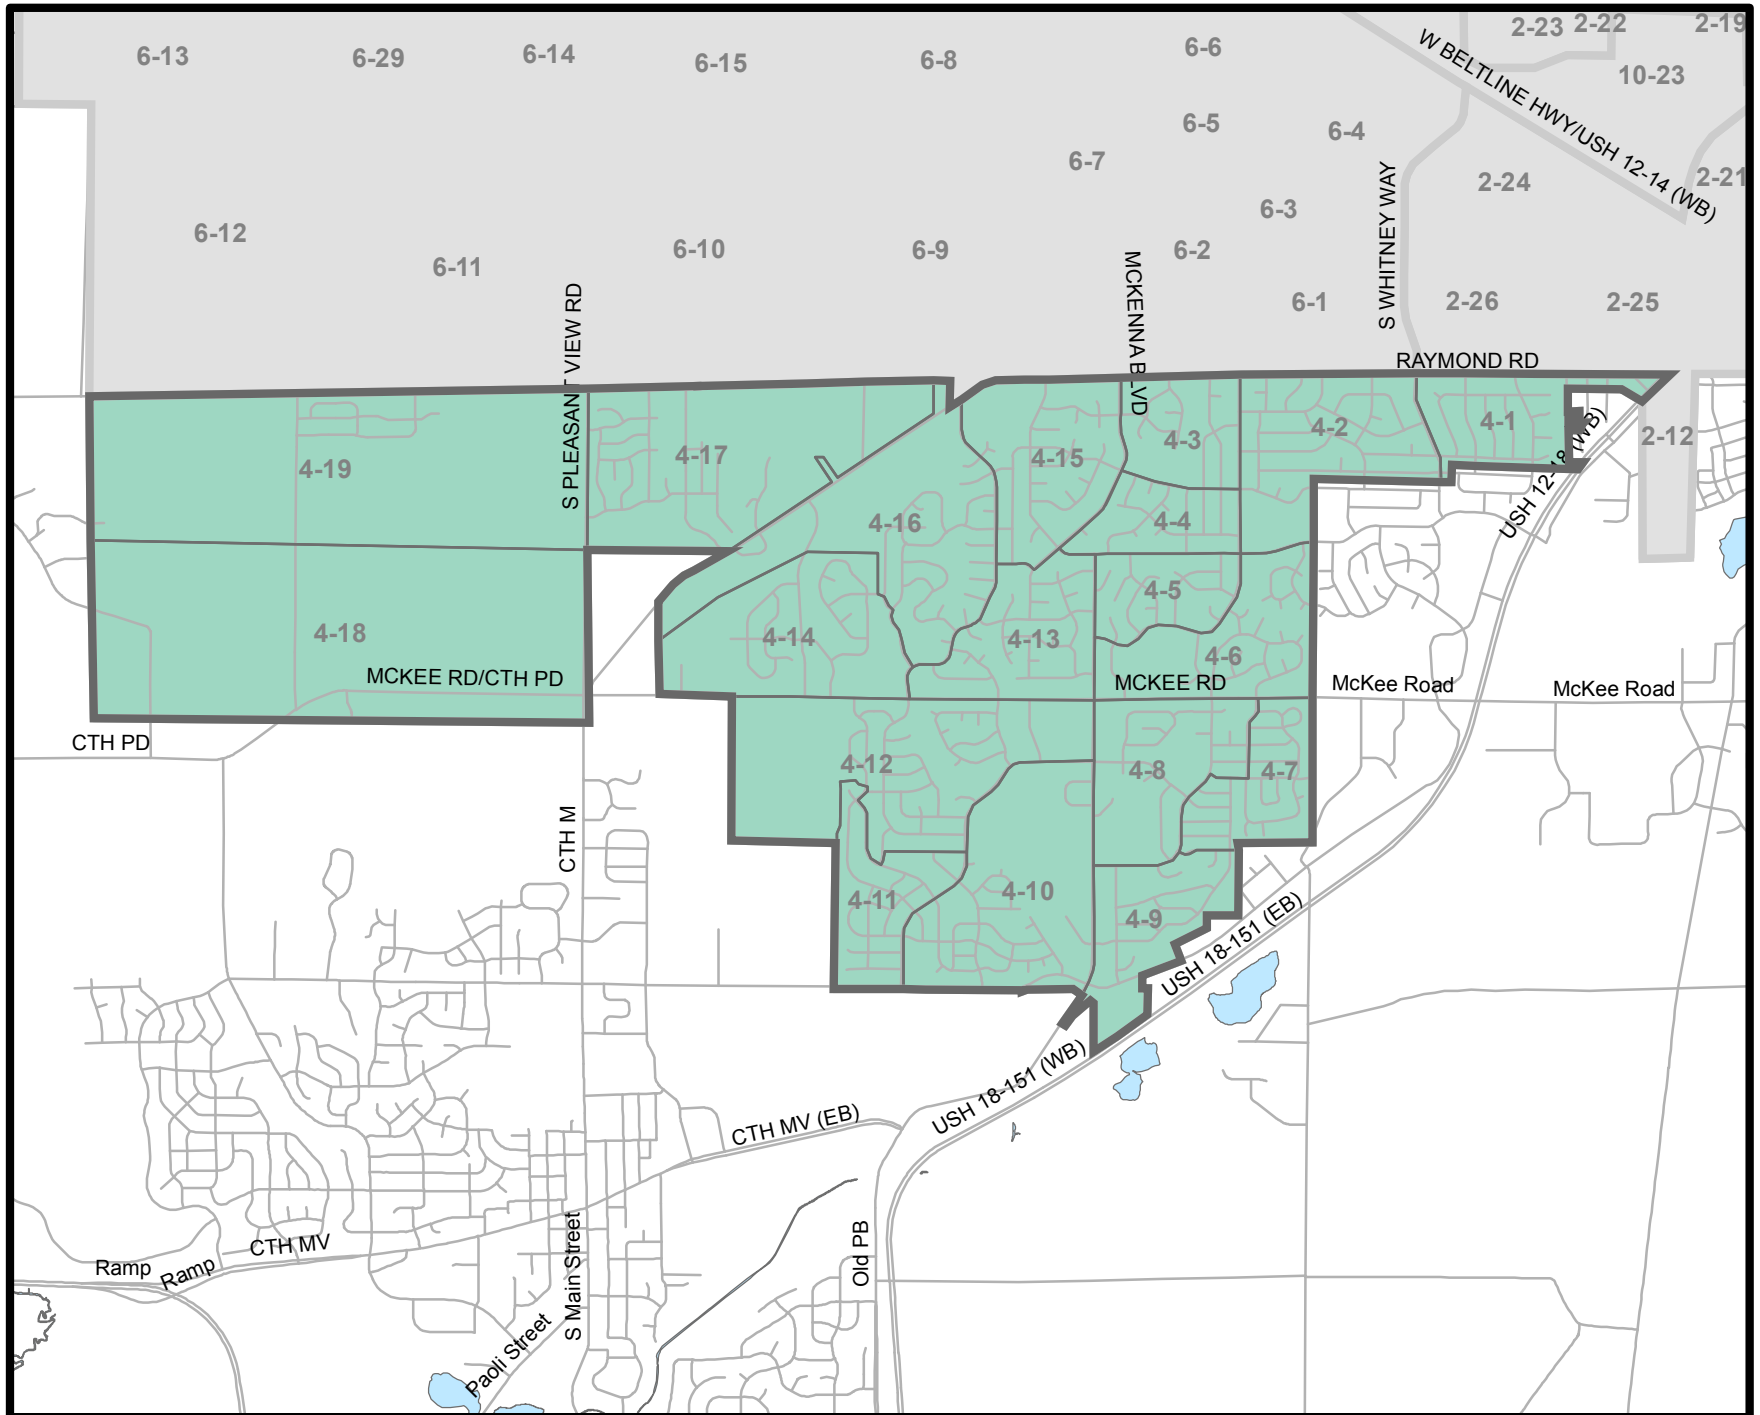 2-23
2-22
2-19
6-13
6-29
6-14
6-15
6-8
6-6
W BELTLINE HWY/USH 12-14 (WB)
10-23
6-5
6-4
6-7
2-24
2-21
S WHITNEY WAY
6-3
6-12
6-11
6-10
6-9
6-2
MCKENNA BLVD
S PLEASANT VIEW RD
6-1
2-26
2-25
RAYMOND RD
4-19
4-17
4-15
4-3
4-2
4-1
2-12
USH 12-18 (WB)
4-16
4-4
4-5
4-18
4-14
4-13
4-6
MCKEE RD/CTH PD
MCKEE RD
McKee Road
McKee Road
CTH PD
4-12
4-8
4-7
CTH M
4-11
4-10
4-9
USH 18-151 (EB)
USH 18-151 (WB)
CTH MV (EB)
CTH MV
Ramp
Ramp
S Main Street
Old PB
Paoli Street